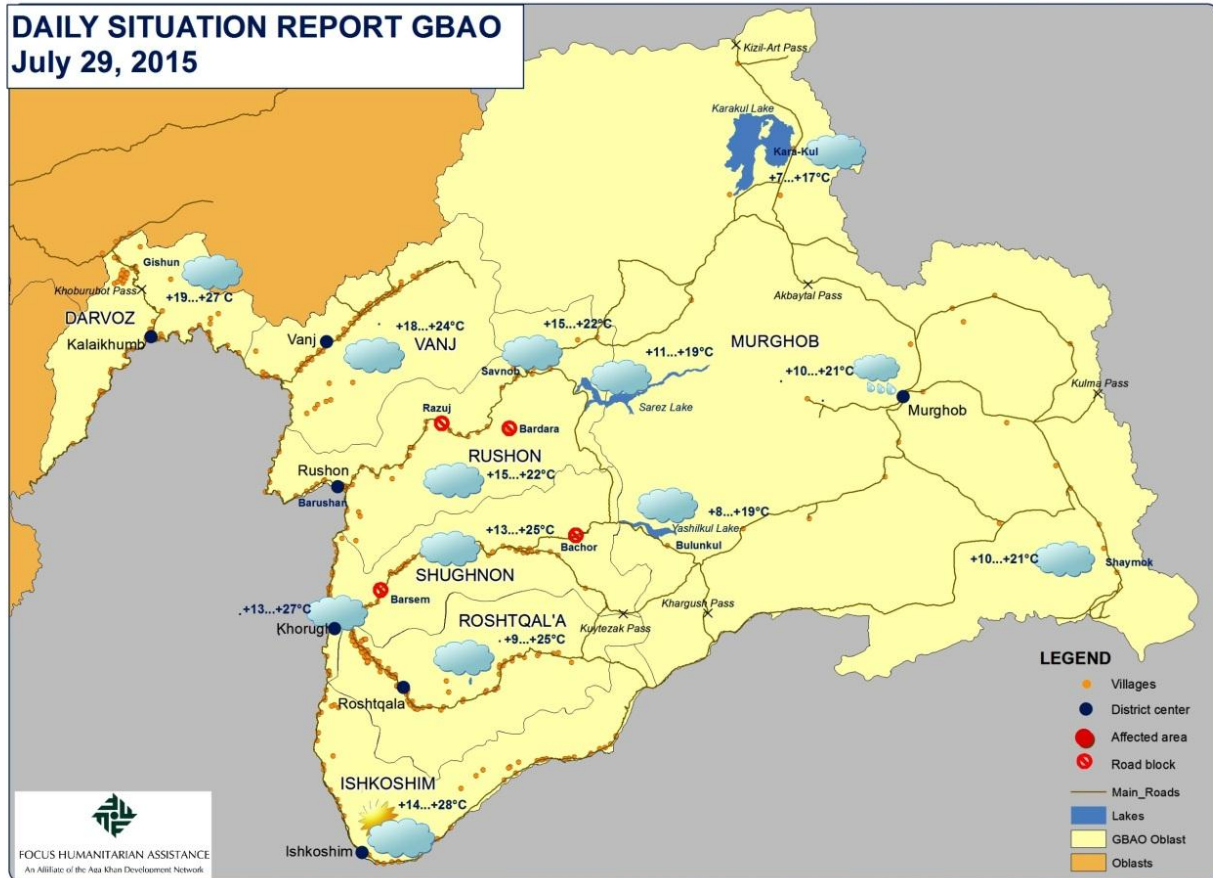 DAILY SITUATION REPORT GBAO
July 29, 2015
Kizil-Art Pass
Karakul Lake
Kara-Kul
+7...+17°C
Gishun
Khoburubot Pass
+19...+27 C
DARVOZ
Kalaikhumb
Akbaytal Pass
Vanj
+18...+24°C
VANJ
+15...+22°C
Savnob
+11...+19°C
Sarez Lake
MURGHOB
+10...+21°C
Murghob
Kulma Pass
Razuj
Bardara
RUSHON
+15...+22°C
Rushon
Barushan
+13...+25°C
Bachor
+8...+19°C
Yashilkul Lake
Bulunkul
SHUGHNON
Barsem
+10...+21°C
Shaymok
+13...+27°C
Khorugh
ROSHTQAL'A
+9...+25°C
Kuytezak Pass
Khargush Pass
Roshtqala
ISHKOSHIM
+14...+28°C
Ishkoshim
LEGEND
Villages
District center
Affected area
Road block
Main_Roads
Lakes
GBAO Oblast
Oblasts
FOCUS HUMANITARIAN ASSISTANCE
An Affiliate of the Aga Khan Development Network